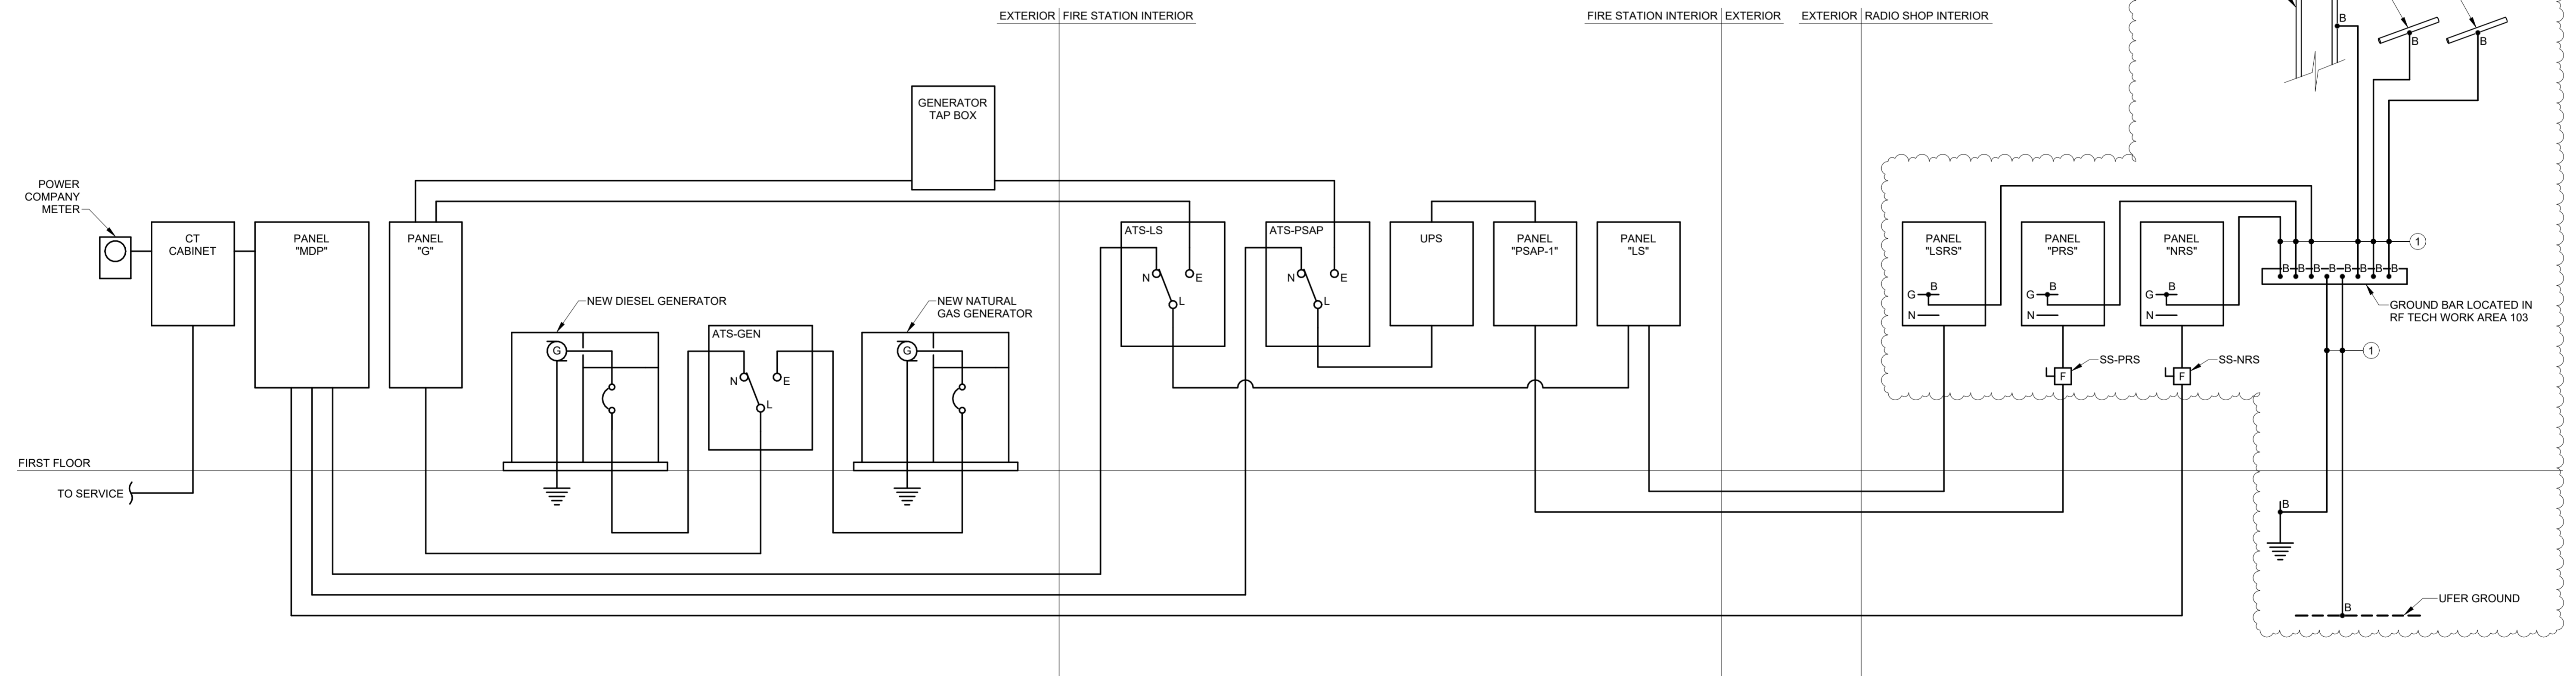 EXTERIOR
FIRE STATION INTERIOR
FIRE STATION INTERIOR
EXTERIOR
EXTERIOR
RADIO SHOP INTERIOR
B
B
B
GENERATOR
TAP BOX
POWER
COMPANY
METER
CT
CABINET
PANEL
"MDP"
PANEL
"G"
ATS-LS
N
E
L
ATS-PSAP
N
E
L
UPS
PANEL
"PSAP-1"
PANEL
"LS"
PANEL
"LSRS"
B
G
N
PANEL
"PRS"
B
G
N
PANEL
"NRS"
B
G
N
1
B
B
B
B
B
B
B
B
GROUND BAR LOCATED IN
RF TECH WORK AREA 103
1
NEW DIESEL GENERATOR
G
ATS-GEN
N
E
L
NEW NATURAL
GAS GENERATOR
G
SS-PRS
F
SS-NRS
F
FIRST FLOOR
TO SERVICE
B
B
UFER GROUND